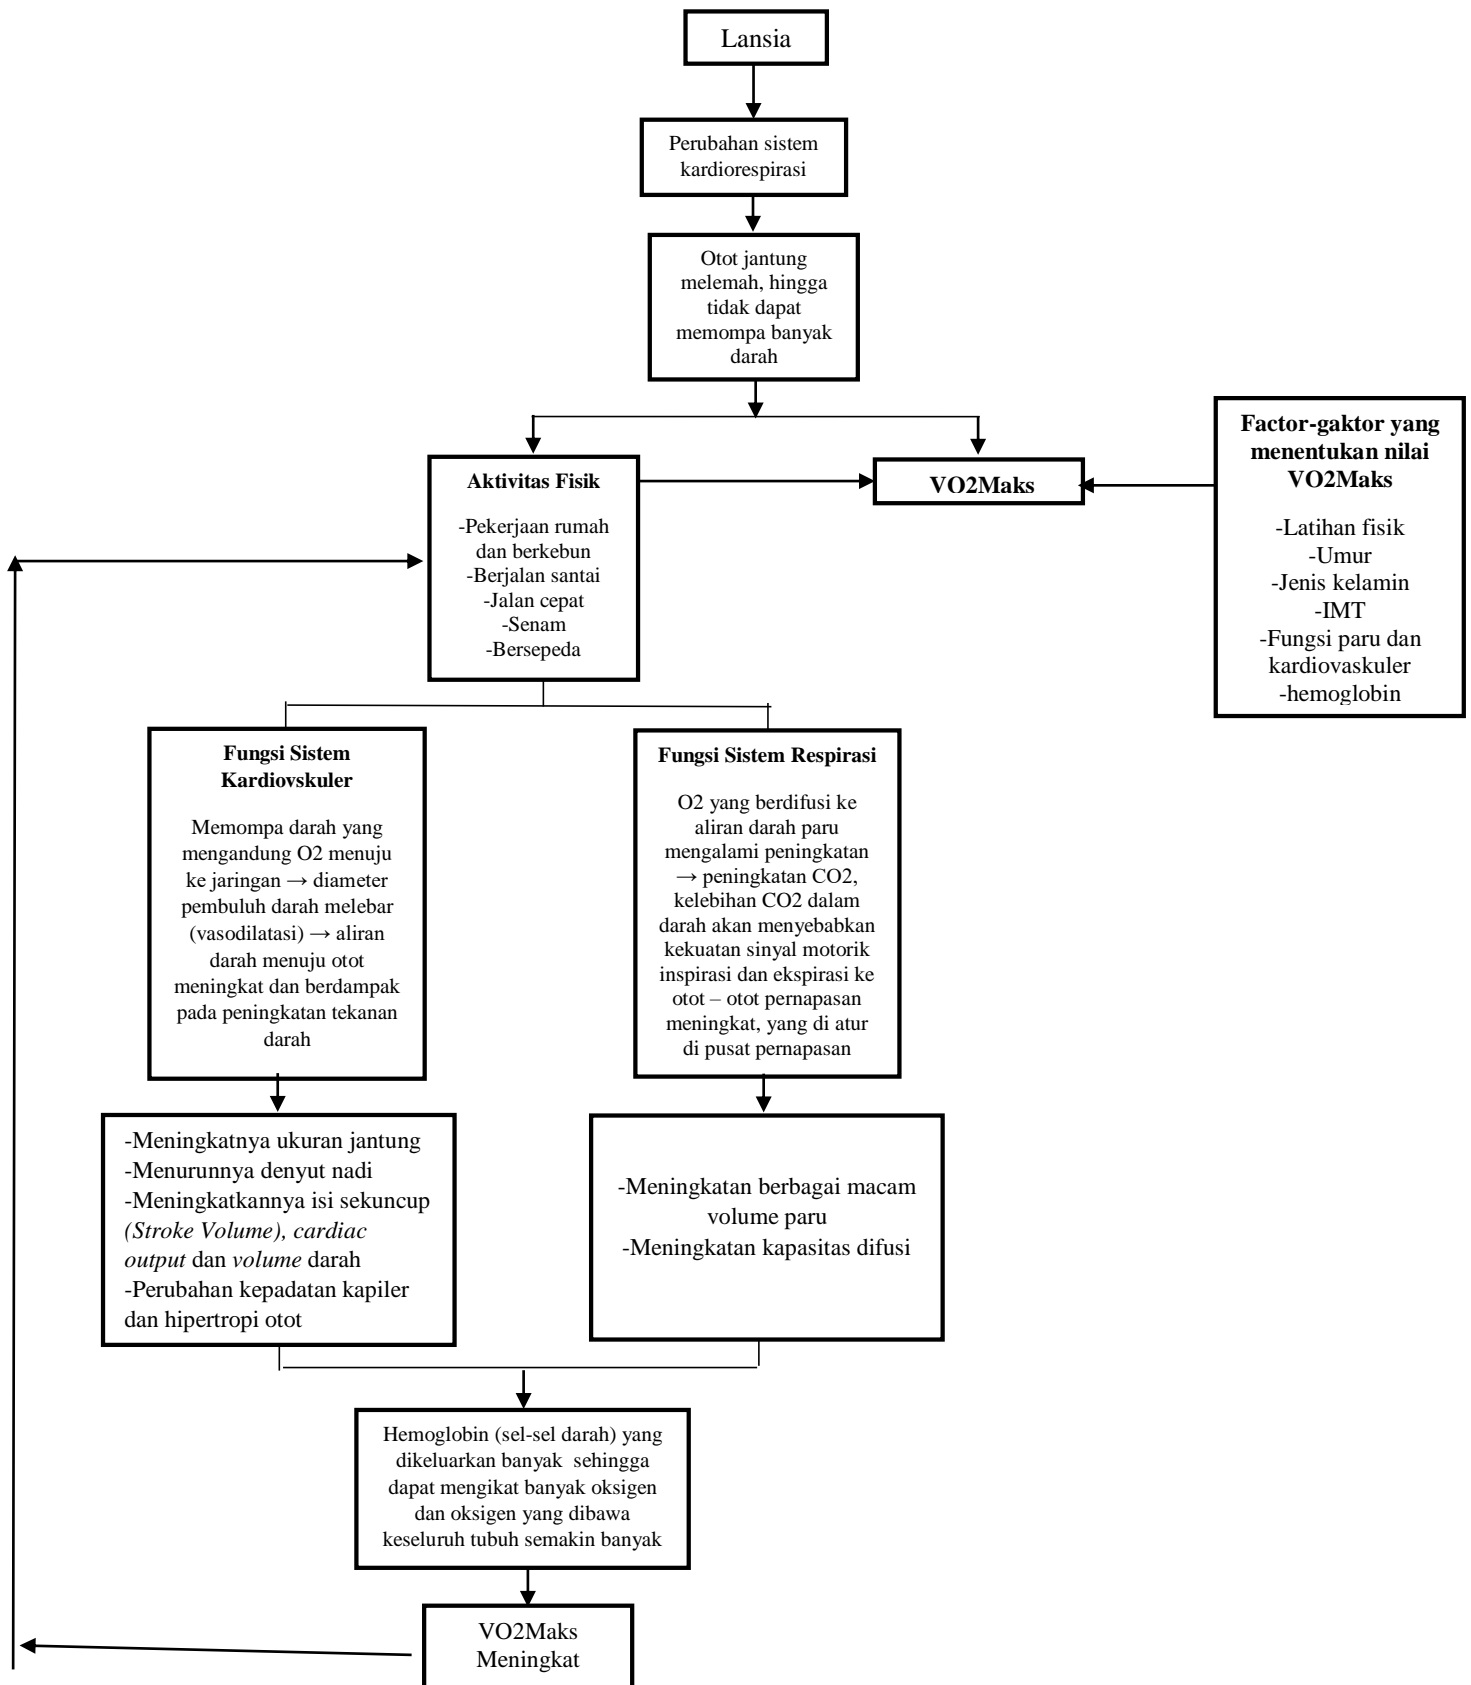 Lansia
Perubahan sistem
kardiorespirasi
Otot jantung
melemah, hingga
tidak dapat
memompa banyak
darah
Aktivitas Fisik
-Pekerjaan rumah
dan berkebun
-Berjalan santai
-Jalan cepat
-Senam
-Bersepeda
VO2Maks
Factor-gaktor yang
menentukan nilai
VO2Maks
-Latihan fisik
-Umur
-Jenis kelamin
-IMT
-Fungsi paru dan
kardiovaskuler
-hemoglobin
Fungsi Sistem
Kardiovskuler
Memompa darah yang
mengandung O2 menuju
ke jaringan → diameter
pembuluh darah melebar
(vasodilatasi) → aliran
darah menuju otot
meningkat dan berdampak
pada peningkatan tekanan
darah
Fungsi Sistem Respirasi
O2 yang berdifusi ke
aliran darah paru
mengalami peningkatan
→ peningkatan CO2,
kelebihan CO2 dalam
darah akan menyebabkan
kekuatan sinyal motorik
inspirasi dan ekspirasi ke
otot – otot pernapasan
meningkat, yang di atur
di pusat pernapasan
-Meningkatnya ukuran jantung
-Menurunnya denyut nadi
-Meningkatkannya isi sekuncup
(Stroke Volume), cardiac
output dan volume darah
-Perubahan kepadatan kapiler
dan hipertropi otot
-Meningkatan berbagai macam
volume paru
-Meningkatan kapasitas difusi
Hemoglobin (sel-sel darah) yang
dikeluarkan banyak sehingga
dapat mengikat banyak oksigen
dan oksigen yang dibawa
keseluruh tubuh semakin banyak
VO2Maks
Meningkat